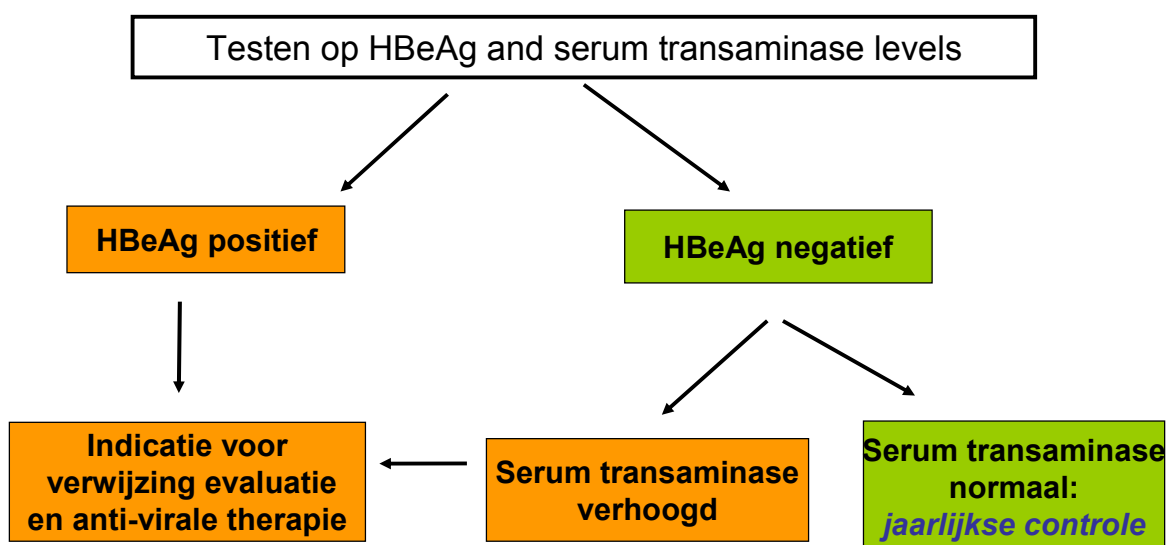 Testen op HBeAg and serum transaminase levels
HBeAg positief
HBeAg negatief
Indicatie voor
verwijzing evaluatie
en anti-virale therapie
Serum transaminase
verhoogd
Serum transaminase
normaal:
jaarlijkse controle